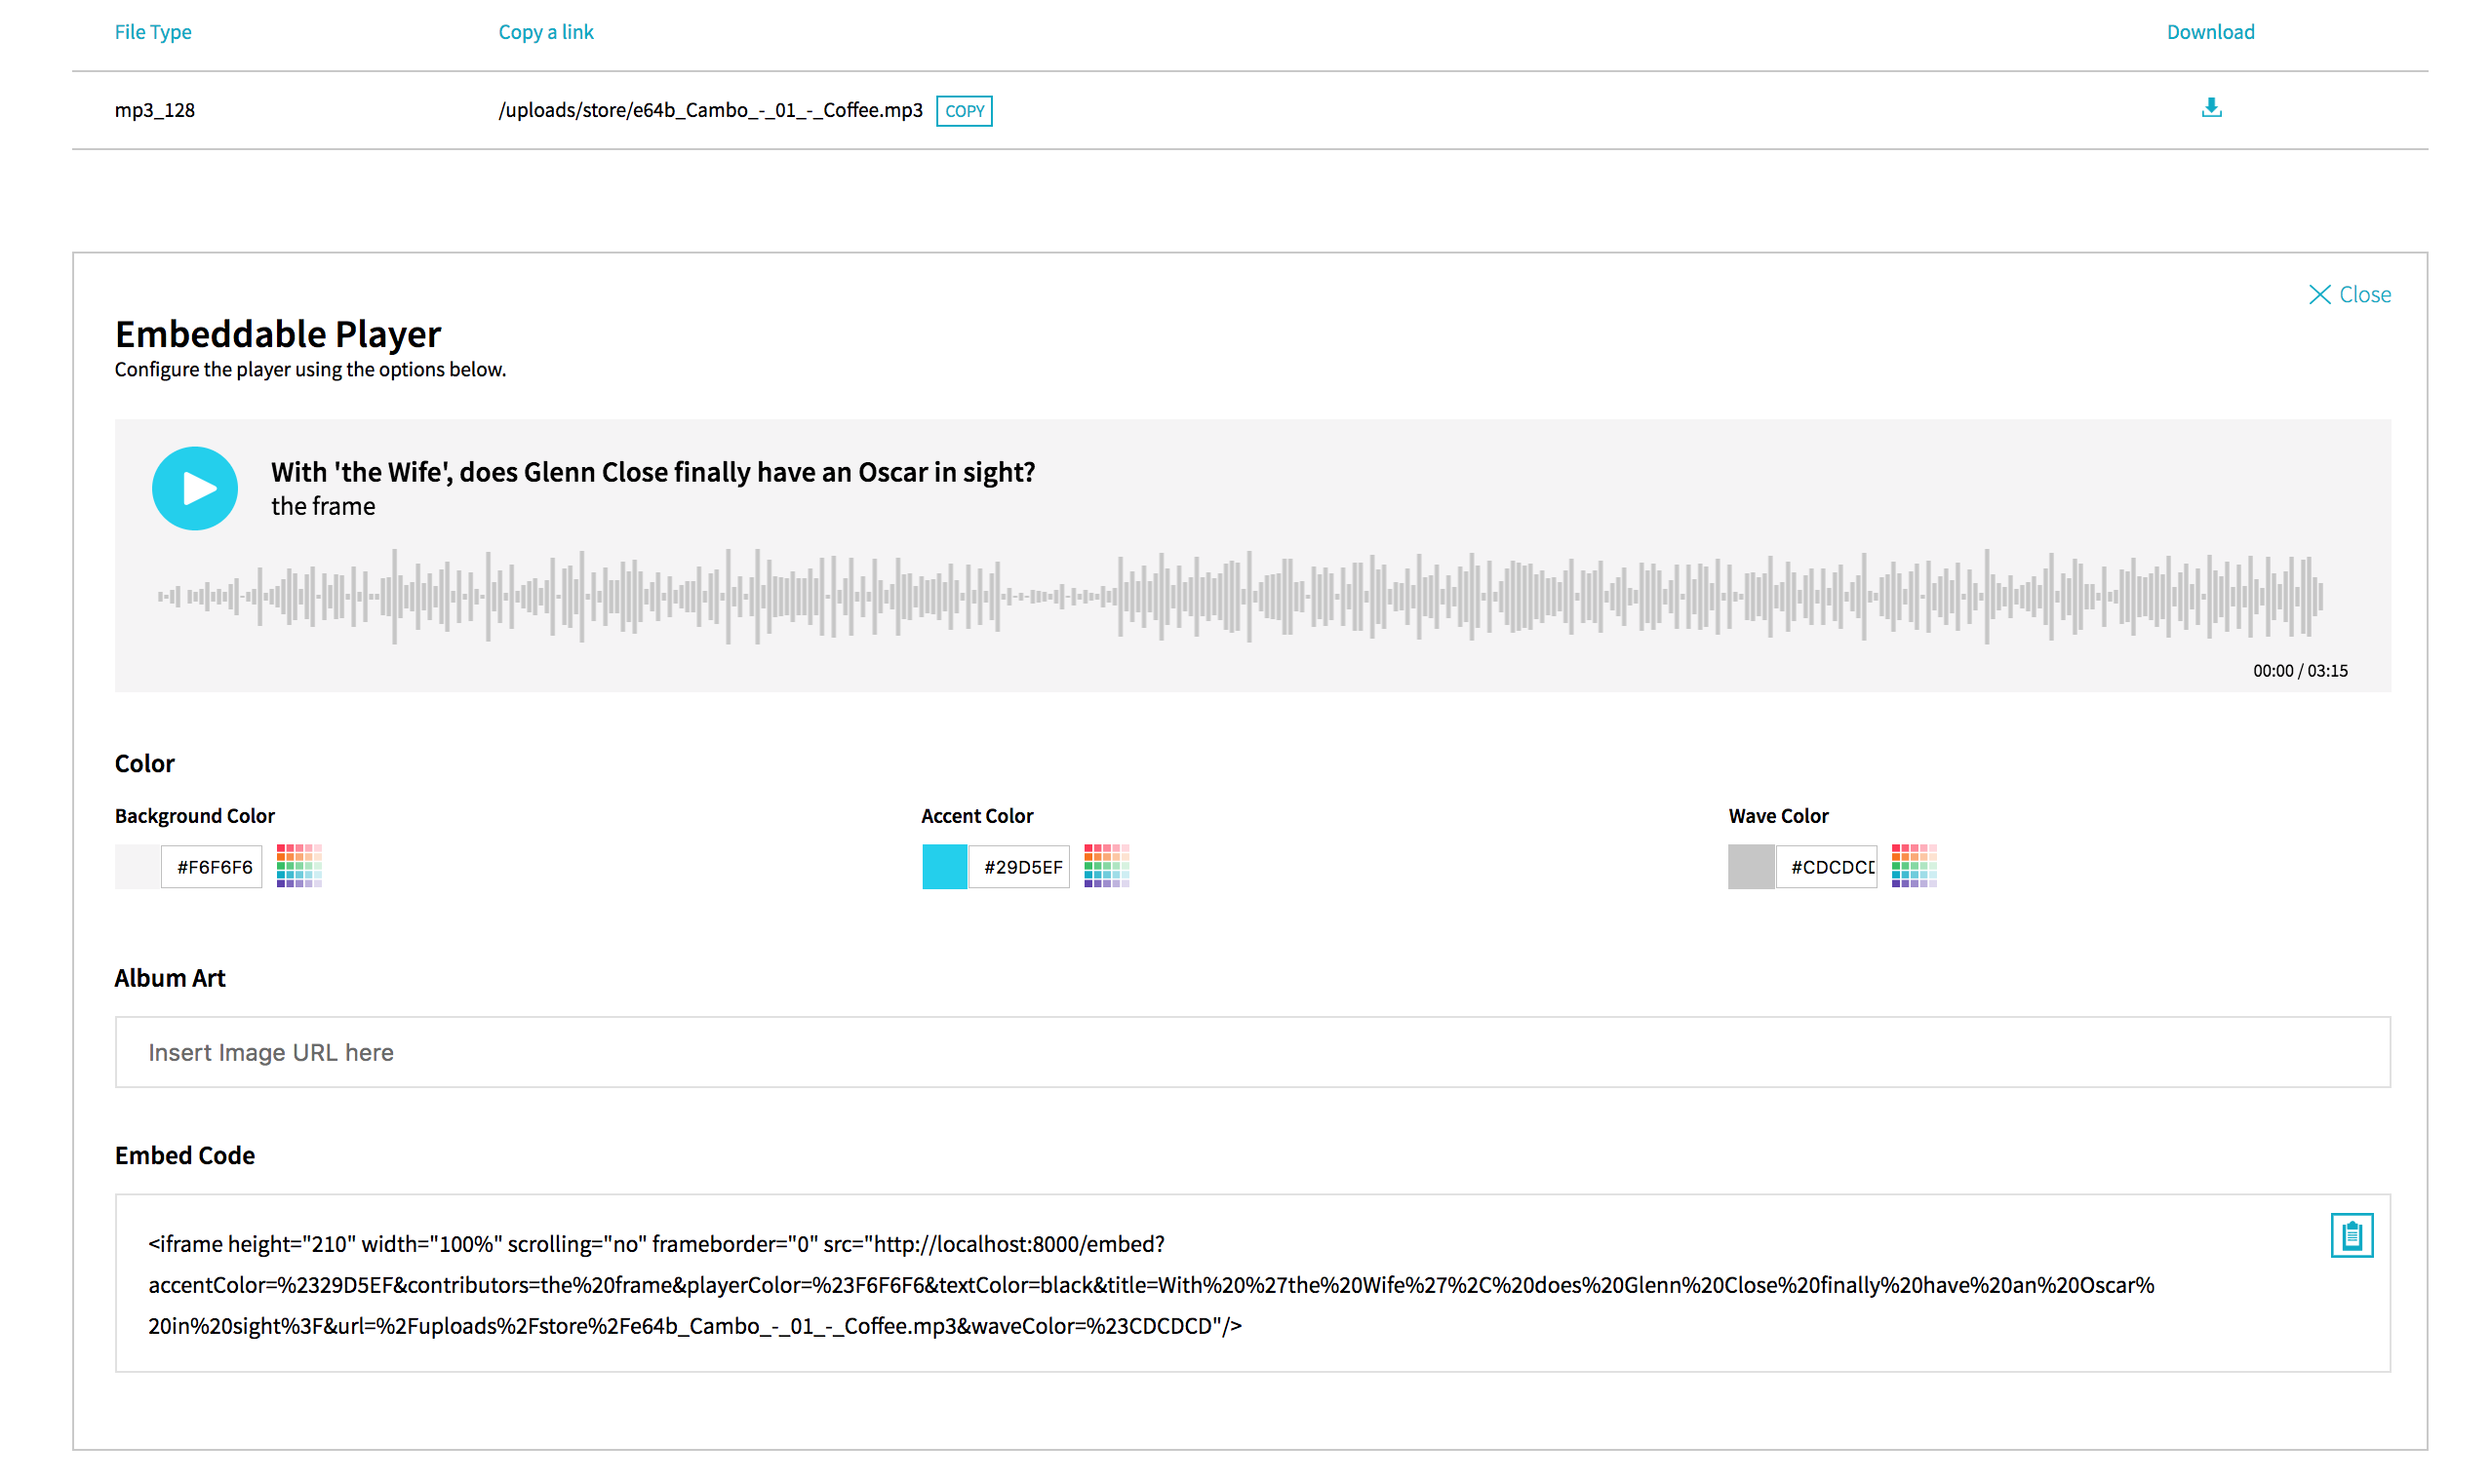 File Type Copy a link Download
mp3_128 /uploads/store/e64b_Cambo_-_01_-_Coffee.mp3 COPY
Close
Embeddable Player
Configure the player using the options below.
With 'the Wife', does Glenn Close finally have an Oscar in sight?
the frame
00:00 / 03:15
Color
Background Color Accent Color Wave Color
#F6F6F6 #29D5EF #CDCDC
Album Art
Insert Image URL here
Embed Code
<iframe height="210" width="100%" scrolling="no" frameborder="0" src="http://localhost:8000/embed?
accentColor=%2329D5EF&contributors=the%20frame&playerColor=%23F6F6F6&textColor=black&title=With%20%27the%20Wife%27%2C%20does%20Glenn%20Close%20finally%20have%20an%20Oscar%
20in%20sight%3F&url=%2Fuploads%2Fstore%2Fe64b_Cambo_-_01_-_Coffee.mp3&waveColor=%23CDCDCD"/>